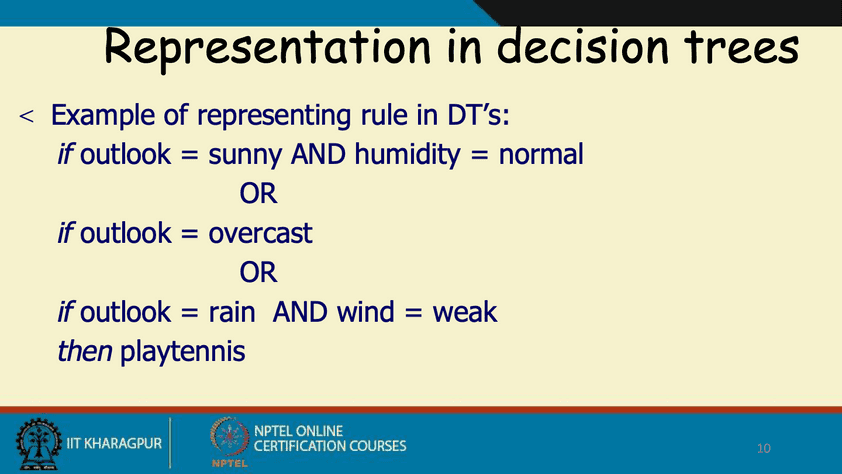 Representation in decision trees
< Example of representing rule in DT’s:
if outlook = sunny AND humidity = normal
OR
if outlook = overcast
OR
if outlook = rain AND wind = weak
then playtennis
IIT KHARAGPUR
NPTEL
NPTEL ONLINE
CERTIFICATION COURSES
10